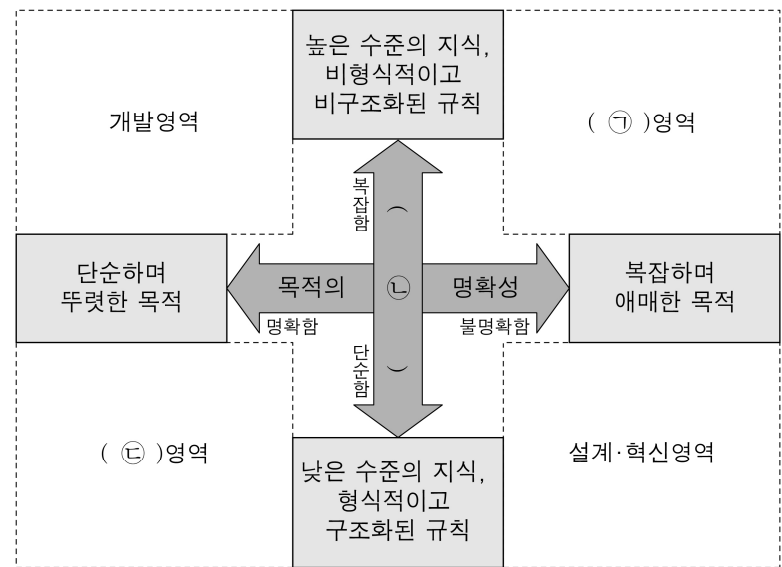 높은 수준의 지식,
비형식적이고
비구조화된 규칙
개발영역
( ㉠ )영역
복잡함
단순하며
뚜렷한 목적
목적의
( ㉡ )
명확성
복잡하며
애매한 목적
명확함
불명확함
단순함
( ㉢ )영역
설계·혁신영역
낮은 수준의 지식,
형식적이고
구조화된 규칙